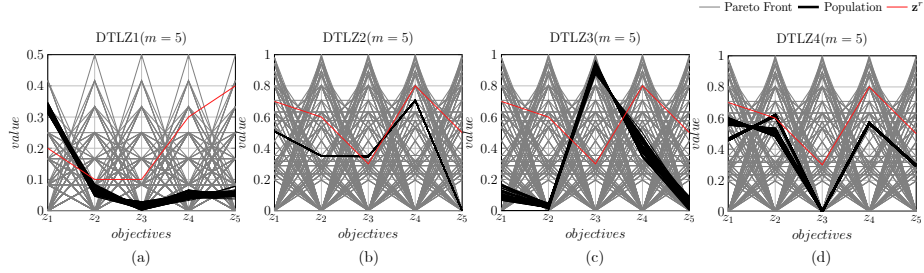 Pareto Front Population z^r
DTLZ1(m = 5) DTLZ2(m = 5) DTLZ3(m = 5) DTLZ4(m = 5)
0.5 0.4 0.3 0.2 0.1 0
value
z1 z2 z3 z4 z5
objectives
(a)
1 0.8 0.6 0.4 0.2 0
value
z1 z2 z3 z4 z5
objectives
(b)
1 0.8 0.6 0.4 0.2 0
value
z1 z2 z3 z4 z5
objectives
(c)
1 0.8 0.6 0.4 0.2 0
value
z1 z2 z3 z4 z5
objectives
(d)